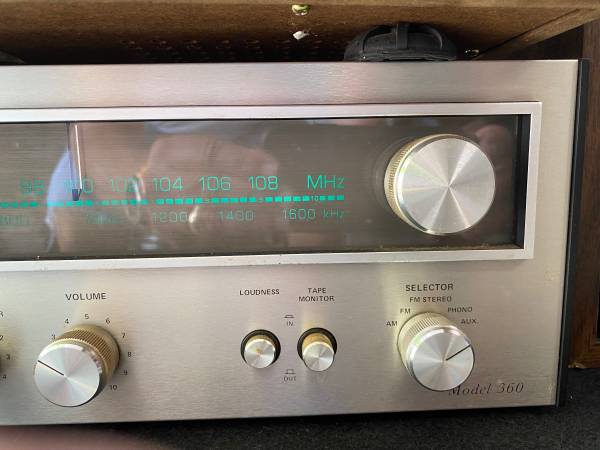 98 100 102 104 106 108 MHz
1200 1400 1600 kHz
VOLUME
4 5 6 7 8 9 10
LOUDNESS
TAPE
MONITOR
IN
OUT
SELECTOR
FM STEREO
FM PHONO
AM AUX.
Model 360